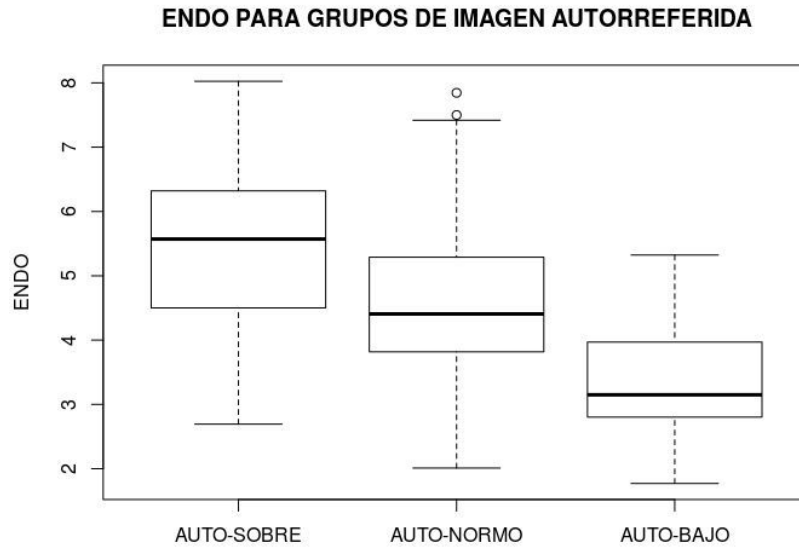 ENDO PARA GRUPOS DE IMAGEN AUTORREFERIDA
8
7
6
5
4
3
2
ENDO
AUTO-SOBRE AUTO-NORMO AUTO-BAJO